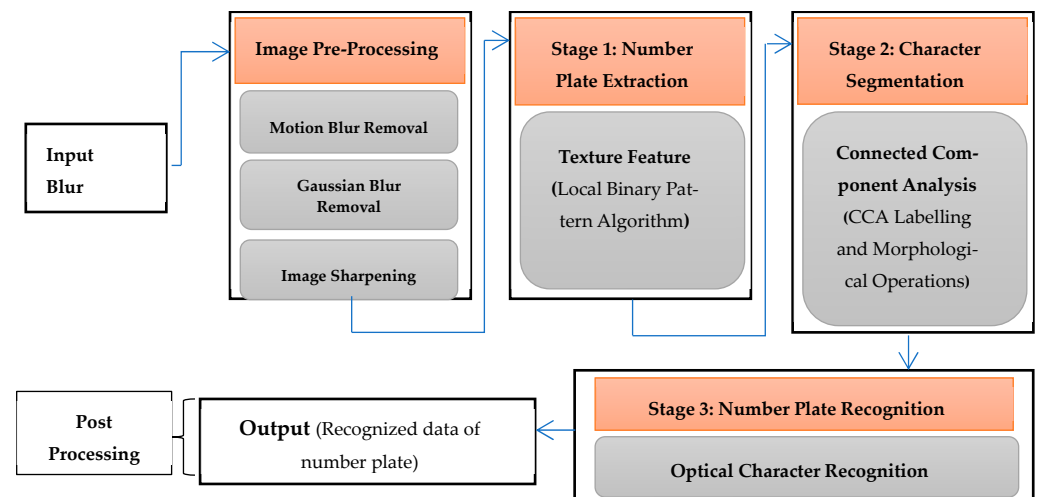 Input
Blur
Image Pre-Processing
Motion Blur Removal
Gaussian Blur
Removal
Image Sharpening
Stage 1: Number
Plate Extraction
Texture Feature
(Local Binary Pat-
tern Algorithm)
Stage 2: Character
Segmentation
Connected Com-
ponent Analysis
(CCA Labelling
and Morphologi-
cal Operations)
Stage 3: Number Plate Recognition
Optical Character Recognition
Output (Recognized data of
number plate)
Post
Processing